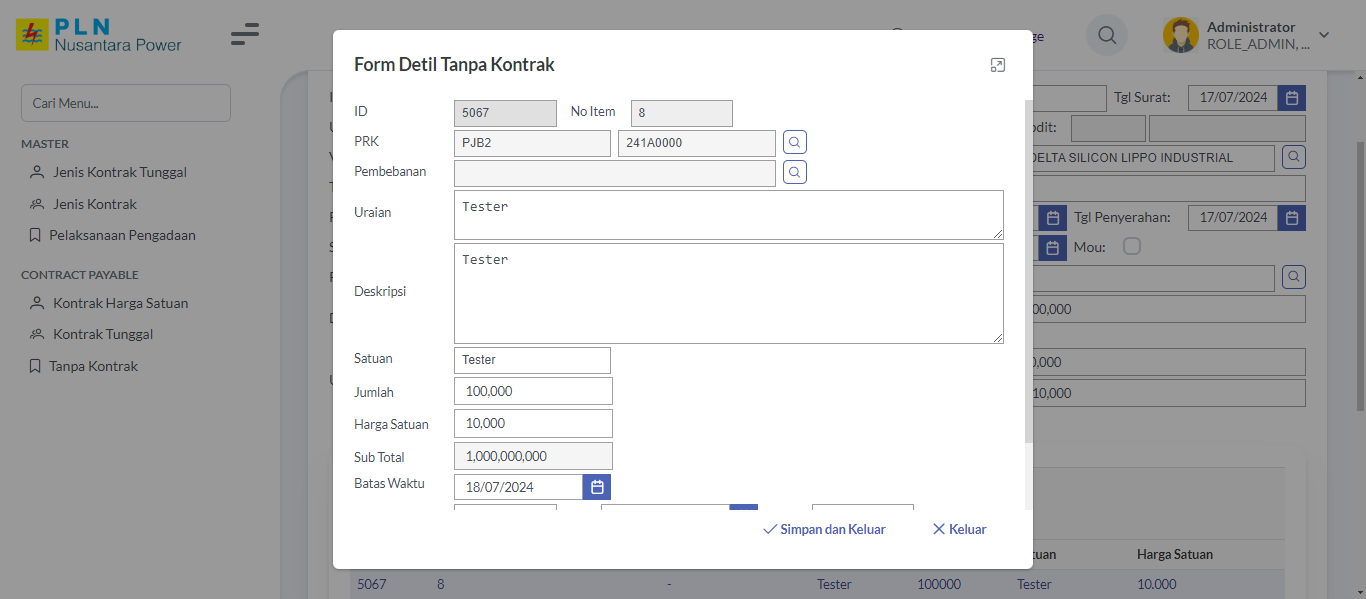 PLN
Nusantara Power
Administrator
ROLE_ADMIN, ...
Cari Menu...
MASTER
Jenis Kontrak Tunggal
Jenis Kontrak
Pelaksanaan Pengadaan
CONTRACT PAYABLE
Kontrak Harga Satuan
Kontrak Tunggal
Tanpa Kontrak
Form Detil Tanpa Kontrak
ID 5067 No Item 8
PRK PJB2 241A0000
Pembebanan
Uraian Tester
Deskripsi Tester
Satuan Tester
Jumlah 100,000
Harga Satuan 10,000
Sub Total 1,000,000,000
Batas Waktu 18/07/2024
Simpan dan Keluar Keluar
Tgl Surat: 17/07/2024
dit:
DELTA SILICON LIPPO INDUSTRIAL
Tgl Penyerahan: 17/07/2024
Mou:
00,000
0,000
10,000
tuan Harga Satuan
5067 8 - Tester 100000 Tester 10.000